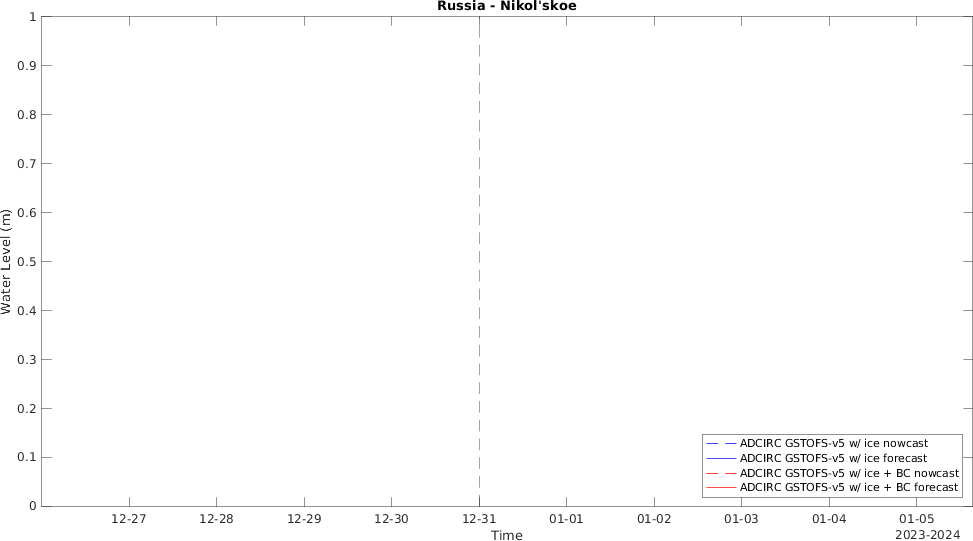 Russia - Nikol'skoe
1
0.9
0.8
0.7
0.6
0.5
0.4
0.3
0.2
0.1
0
Water Level (m)
ADCIRC GSTOFS-v5 w/ ice nowcast
ADCIRC GSTOFS-v5 w/ ice forecast
ADCIRC GSTOFS-v5 w/ ice + BC nowcast
ADCIRC GSTOFS-v5 w/ ice + BC forecast
12-27 12-28 12-29 12-30 12-31 01-01 01-02 01-03 01-04 01-05
Time
2023-2024